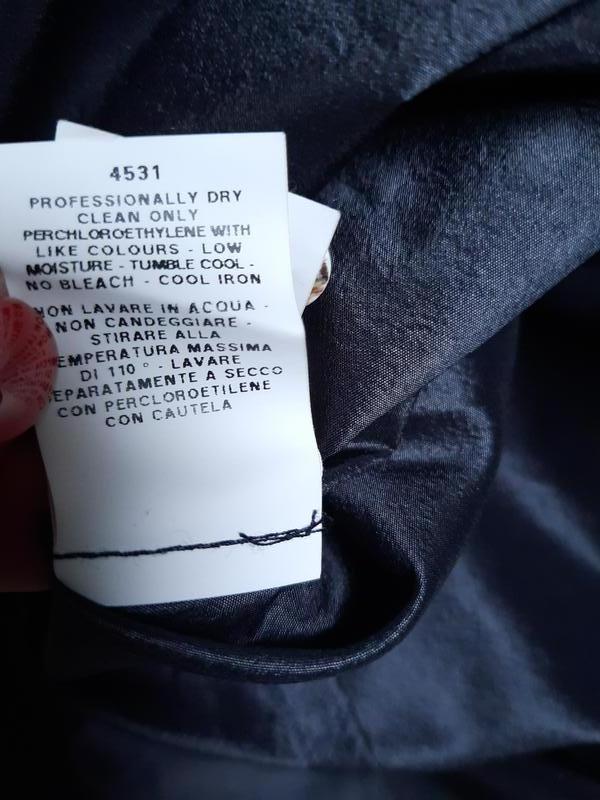 4531
PROFESSIONALLY DRY
CLEAN ONLY
PERCHLOROETHYLENE WITH
LIKE COLOURS - LOW
MOISTURE - TUMBLE COOL -
NO BLEACH - COOL IRON
NON LAVARE IN ACQUA -
NON CANDEGGIARE -
STIRARE ALLA
TEMPERATURA MASSIMA
DI 110 ° - LAVARE
SEPARATAMENTE A SECCO
CON PERCLOROETILENE
CON CAUTELA